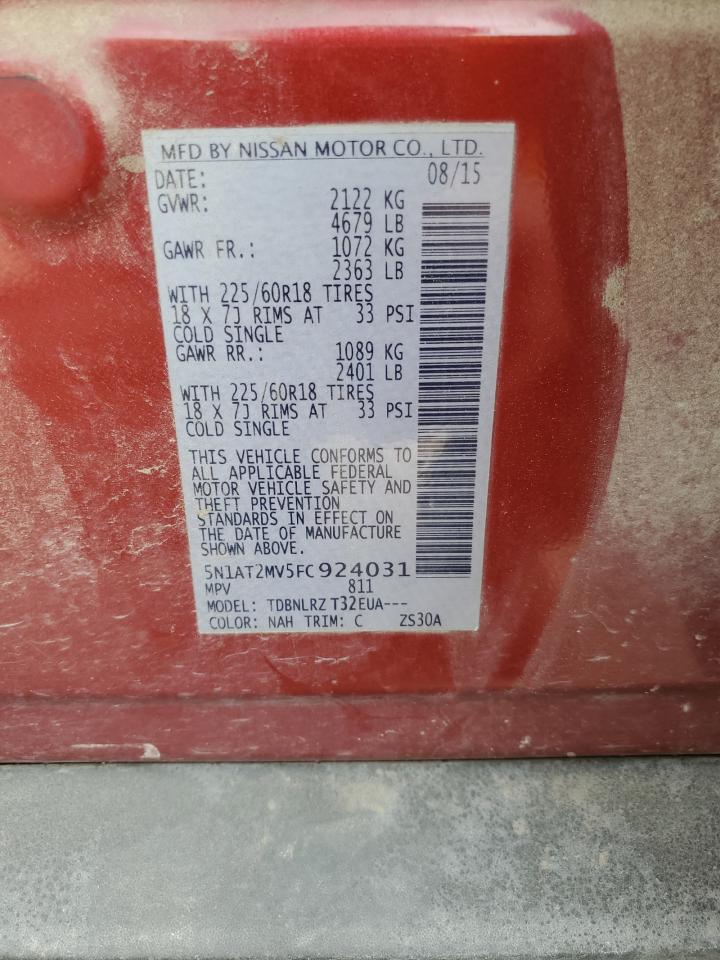 MFD BY NISSAN MOTOR CO., LTD.
DATE: 08/15
GVWR: 2122 KG
4679 LB
GAWR FR.: 1072 KG
2363 LB
WITH 225/60R18 TIRES
18 X 7J RIMS AT 33 PSI
COLD SINGLE
GAWR RR.: 1089 KG
2401 LB
WITH 225/60R18 TIRES
18 X 7J RIMS AT 33 PSI
COLD SINGLE
THIS VEHICLE CONFORMS TO
ALL APPLICABLE FEDERAL
MOTOR VEHICLE SAFETY AND
THEFT PREVENTION
STANDARDS IN EFFECT ON
THE DATE OF MANUFACTURE
SHOWN ABOVE.
5N1AT2MV5FC924031
MPV 811
MODEL: TDBNLRZ T32EUA---
COLOR: NAH TRIM: C ZS30A